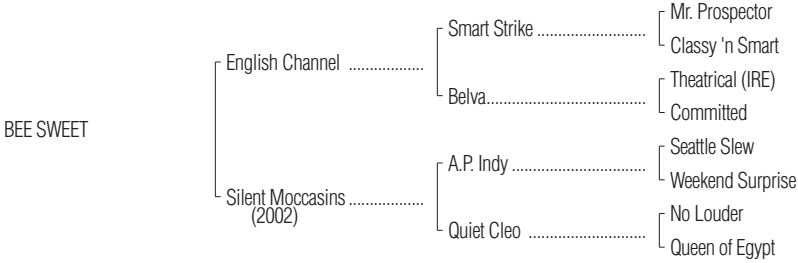 Mr. Prospector
Smart Strike ..........................
Classy 'n Smart
English Channel ..................
Theatrical (IRE)
Belva......................................
Committed
BEE SWEET
Seattle Slew
A.P. Indy ................................
Weekend Surprise
Silent Moccasins ..................
(2002)
No Louder
Quiet Cleo ............................
Queen of Egypt